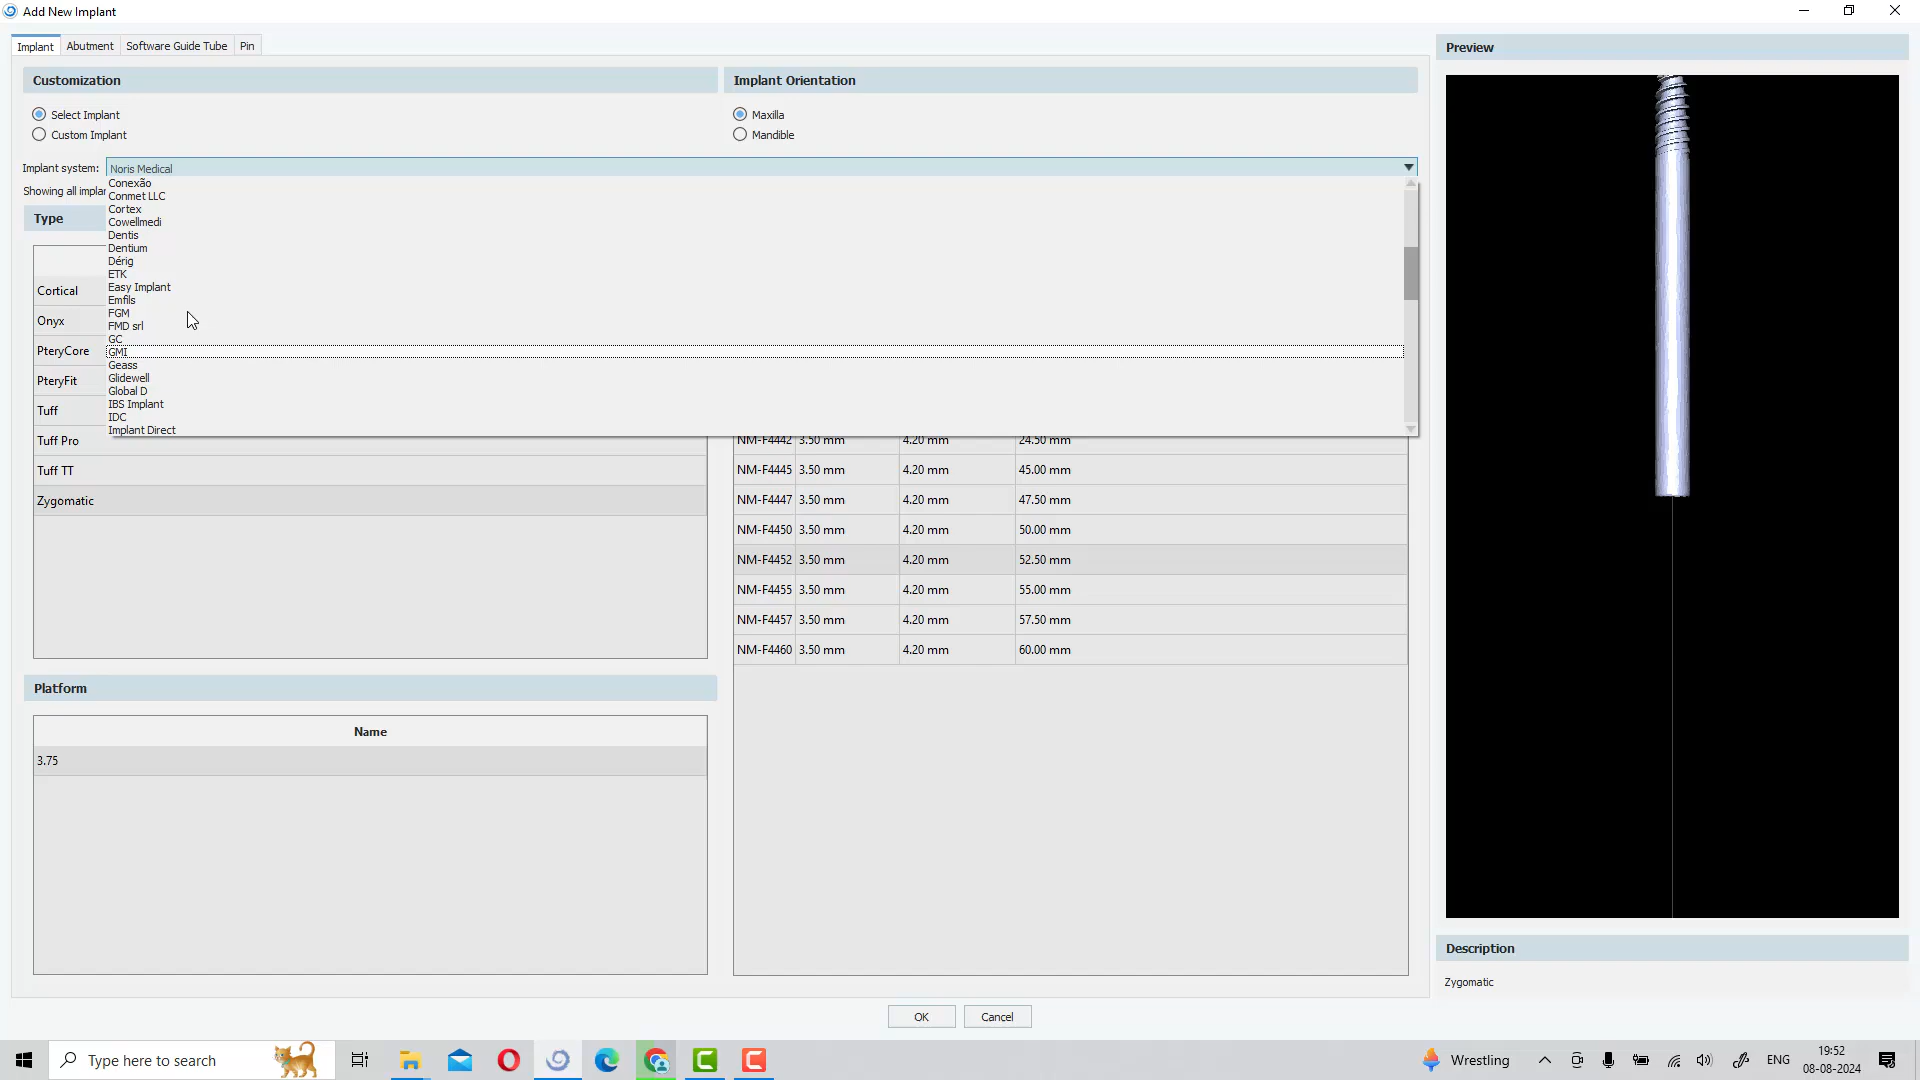 Add New Implant
Implant
Abutment
Software Guide Tube
Pin
Customization
Select Implant
Custom Implant
Implant Orientation
Maxilla
Mandible
Implant system:
Noris Medical
Showing all implan
Conexão
Conmet LLC
Cortex
Cowellmedi
Dentis
Dentium
Dérig
ETK
Easy Implant
Emfils
FGM
FMD srl
GC
GMI
Geass
Glidewell
Global D
IBS Implant
IDC
Implant Direct
Type
Cortical
Onyx
PteryCore
PteryFit
Tuff
Tuff Pro
Tuff TT
Zygomatic
NM-F4442 3.50 mm 4.20 mm 24.50 mm
NM-F4445 3.50 mm 4.20 mm 45.00 mm
NM-F4447 3.50 mm 4.20 mm 47.50 mm
NM-F4450 3.50 mm 4.20 mm 50.00 mm
NM-F4452 3.50 mm 4.20 mm 52.50 mm
NM-F4455 3.50 mm 4.20 mm 55.00 mm
NM-F4457 3.50 mm 4.20 mm 57.50 mm
NM-F4460 3.50 mm 4.20 mm 60.00 mm
Platform
Name
3.75
Preview
Description
Zygomatic
OK
Cancel
Type here to search
Wrestling
ENG
19:52
08-08-2024